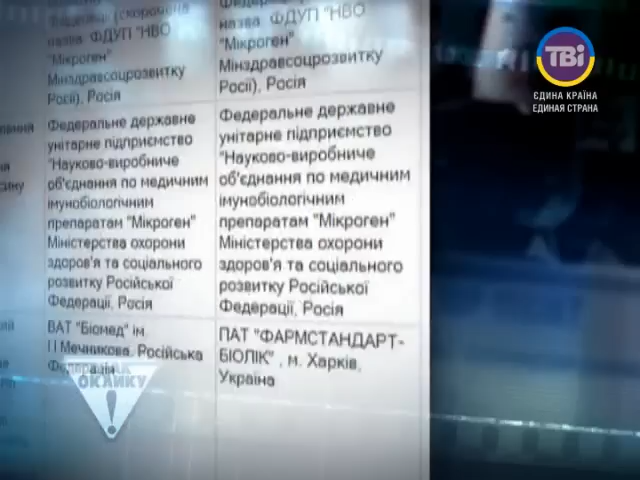 назва ФДУП "НВО
"Мікроген"
Мінздравсоцрозвитку
Росії), Росія
Федеральне державне
унітарне підприємство
"Науково-виробниче
об'єднання по медичним
імунобіологічним
препаратам "Мікроген"
Міністерства охорони
здоров'я та соціального
розвитку Російської
Федерації, Росія
ВАТ "Біомед" ім.
І І Мечникова, Російська
Федерація
назва ФДУП "НВО
"Мікроген"
Мінздравсоцрозвитку
Росії), Росія
Федеральне державне
унітарне підприємство
"Науково-виробниче
об'єднання по медичним
імунобіологічним
препаратам "Мікроген"
Міністерства охорони
здоров'я та соціального
розвитку Російської
Федерації, Росія
ПАТ "ФАРМСТАНДАРТ-
БІОЛІК" , м. Харків,
Україна
ТВі
ЄДИНА КРАЇНА
ЕДИНАЯ СТРАНА
ОКЛИКУ
!